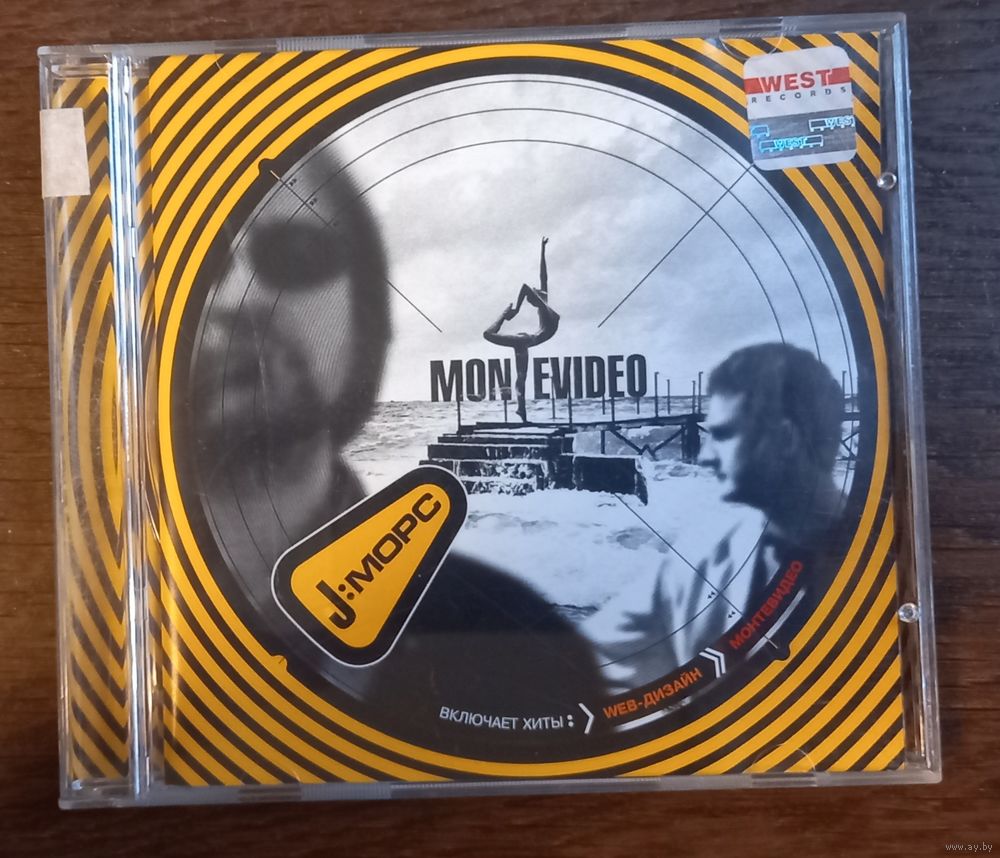 WEST
RECORDS
WEST
WEST
MONTEVIDEO
J:МОРС
ВКЛЮЧАЕТ ХИТЫ: WEB-ДИЗАЙН МОНТЕВИДЕО
www.ay.by